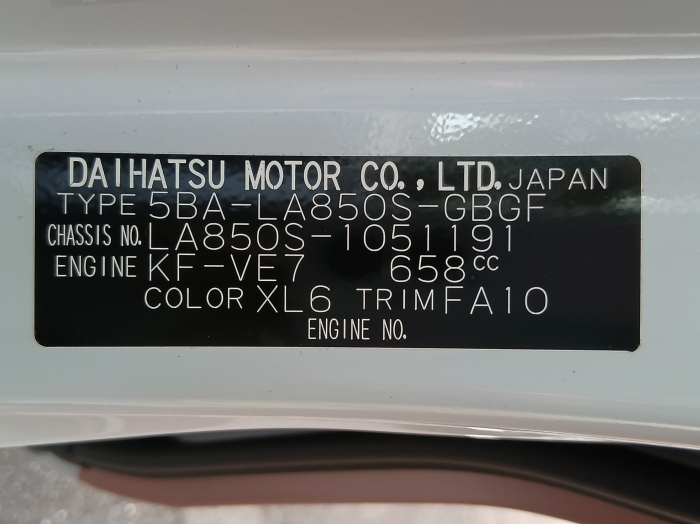 DAIHATSU MOTOR CO., LTD. JAPAN
TYPE 5BA-LA850S-GBGF
CHASSIS NO. LA850S-1051191
ENGINE KF-VE7 658cc
COLOR XL6 TRIM FA10
ENGINE NO.